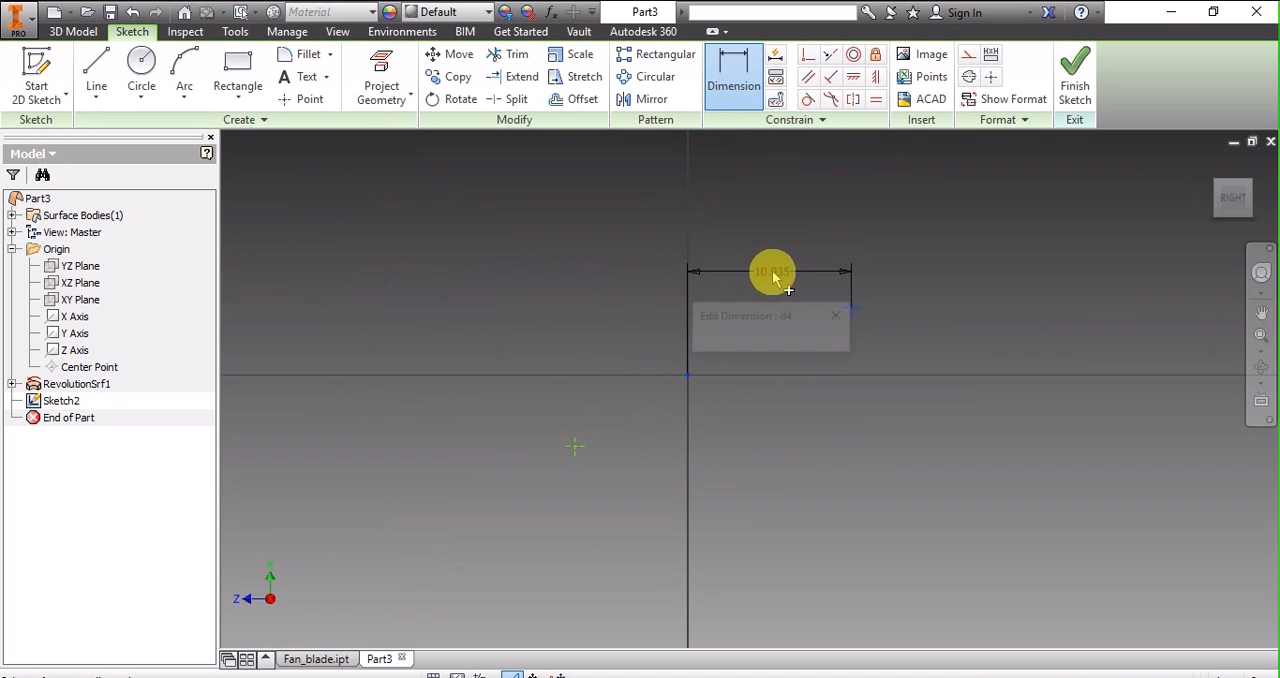 Material
Default
Part3
Sign In
PRO
3D Model Sketch Inspect Tools Manage View Environments BIM Get Started Vault Autodesk 360
Start
2D Sketch
Line
Circle
Arc
Rectangle
Fillet
Text
Point
Project
Geometry
Move
Copy
Rotate
Trim
Extend
Split
Scale
Stretch
Offset
Rectangular
Circular
Mirror
Dimension
Image
Points
ACAD
Show Format
Finish
Sketch
Sketch Create Modify Pattern Constrain Insert Format Exit
Model
Part3
Surface Bodies(1)
View: Master
Origin
YZ Plane
XZ Plane
XY Plane
X Axis
Y Axis
Z Axis
Center Point
RevolutionSrf1
Sketch2
End of Part
RIGHT
Edit Dimension : d4
Y
Z
Fan_blade.ipt Part3